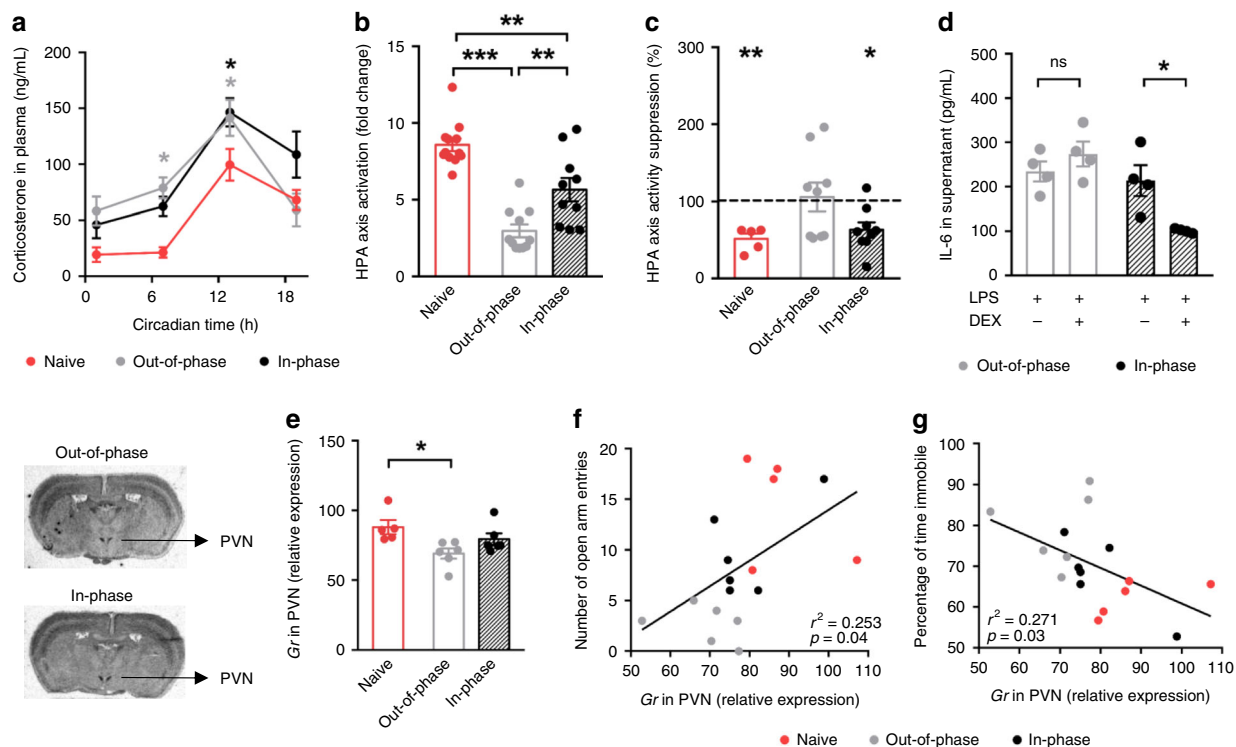 a
Corticosterone in plasma (ng/mL)
200
150
100
50
0
*
*
*
0 6 12 18
Circadian time (h)
Naive Out-of-phase In-phase
b
HPA axis activation (fold change)
15
10
5
0
**
*** **
Naive
Out-of-phase
In-phase
c
HPA axis activity suppression (%)
300
200
100
0
** *
Naive
Out-of-phase
In-phase
d
IL-6 in supernatant (pg/mL)
500
400
300
200
100
0
ns *
LPS + + + +
DEX – + – +
Out-of-phase In-phase
Out-of-phase
PVN
In-phase
PVN
e
Gr in PVN (relative expression)
150
100
50
0
*
Naive
Out-of-phase
In-phase
f
Number of open arm entries
20
15
10
5
0
r2 = 0.253
p = 0.04
50 60 70 80 90 100 110
Gr in PVN (relative expression)
g
Percentage of time immobile
100
90
80
70
60
50
r2 = 0.271
p = 0.03
50 60 70 80 90 100 110
Gr in PVN (relative expression)
Naive Out-of-phase In-phase